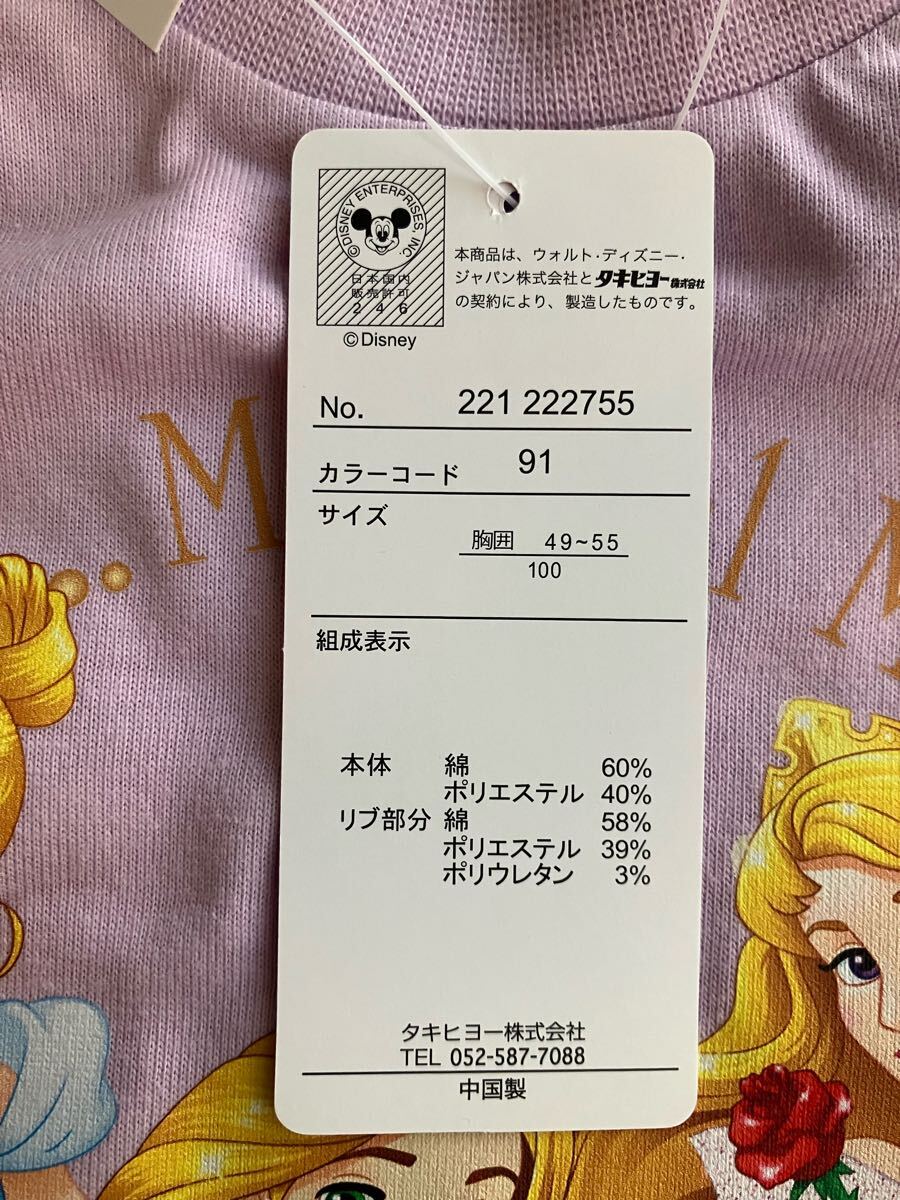 ©DISNEY ENTERPRISES, INC.
日本国内
販売許可
2 4 6
©Disney
本商品は、ウォルト·ディズニー·
ジャパン株式会社とタキヒヨー株式会社
の契約により、製造したものです。
No. 221 222755
カラーコード 91
サイズ
胸囲 49~55
100
組成表示
本体 綿 60%
ポリエステル 40%
リブ部分 綿 58%
ポリエステル 39%
ポリウレタン 3%
タキヒヨー株式会社
TEL 052-587-7088
中国製